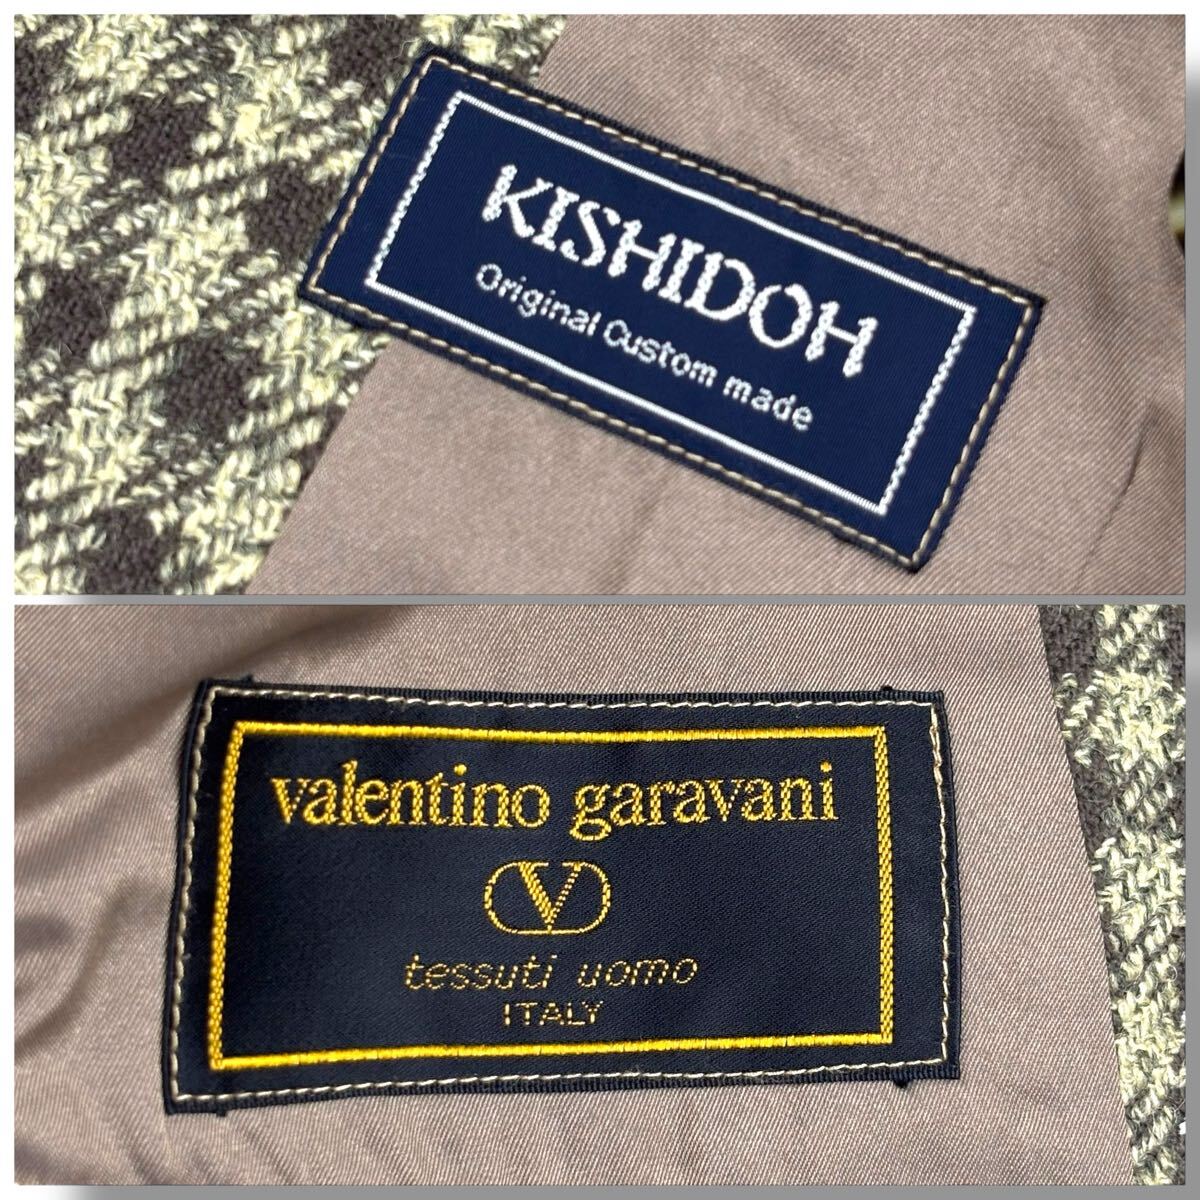 KISHIDOH
Original Custom made
valentino garavani
V
tessuti uomo
ITALY